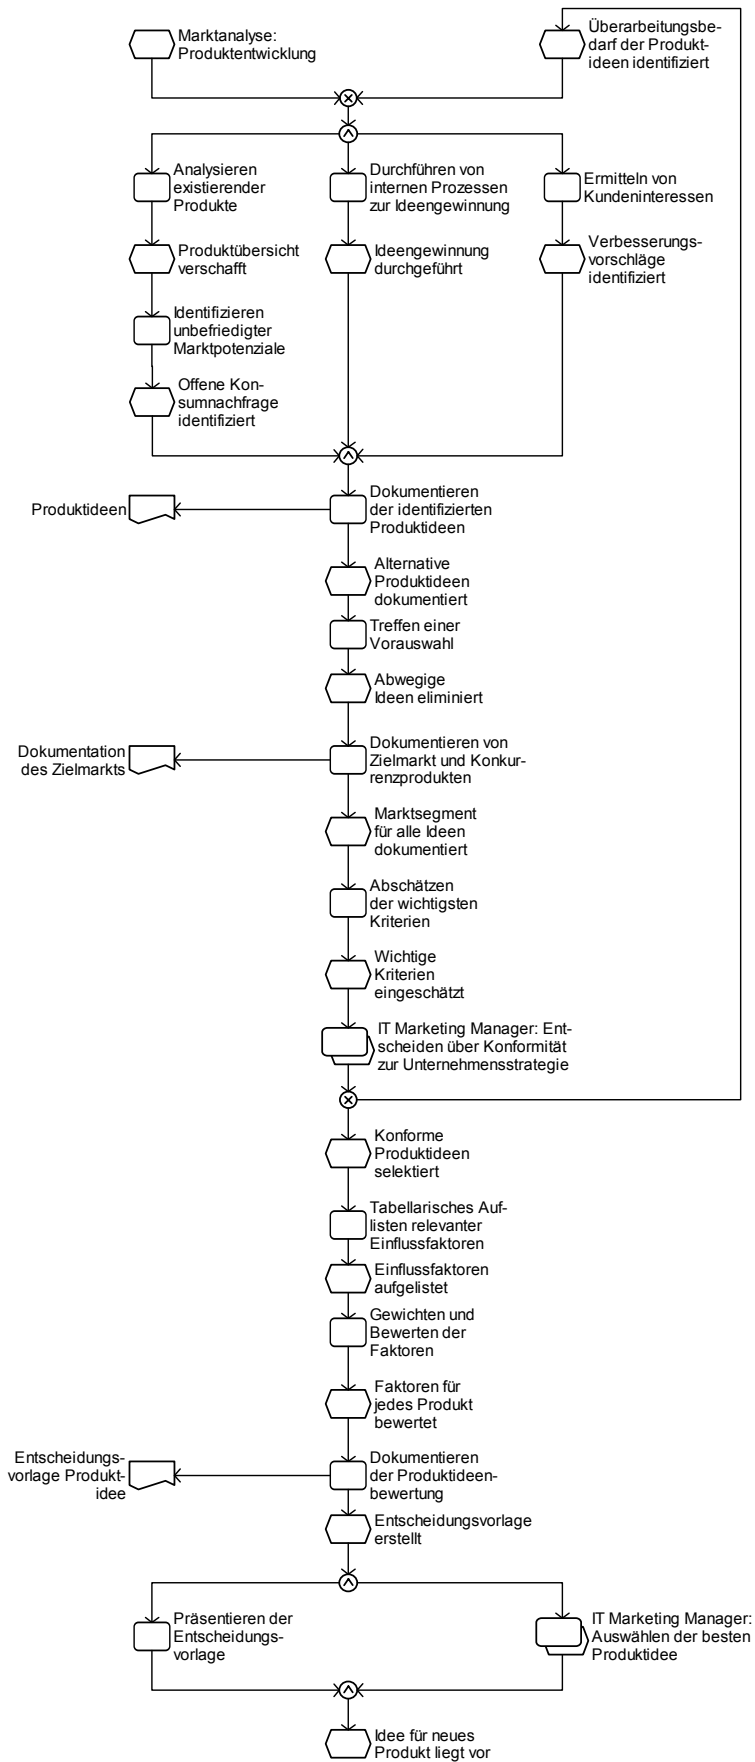 Marktanalyse:
Produktentwicklung
Überarbeitungsbe-
darf der Produkt-
ideen identifiziert
Analysieren
existierender
Produkte
Durchführen von
internen Prozessen
zur Ideengewinnung
Ermitteln von
Kundeninteressen
Produktübersicht
verschafft
Ideengewinnung
durchgeführt
Verbesserungs-
vorschläge
identifiziert
Identifizieren
unbefriedigter
Marktpotenziale
Offene Kon-
sumnachfrage
identifiziert
Produktideen
Dokumentieren
der identifizierten
Produktideen
Alternative
Produktideen
dokumentiert
Treffen einer
Vorauswahl
Abwegige
Ideen eliminiert
Dokumentation
des Zielmarkts
Dokumentieren von
Zielmarkt und Konkur-
renzprodukten
Marktsegment
für alle Ideen
dokumentiert
Abschätzen
der wichtigsten
Kriterien
Wichtige
Kriterien
eingeschätzt
IT Marketing Manager: Ent-
scheiden über Konformität
zur Unternehmensstrategie
Konforme
Produktideen
selektiert
Tabellarisches Auf-
listen relevanter
Einflussfaktoren
Einflussfaktoren
aufgelistet
Gewichten und
Bewerten der
Faktoren
Faktoren für
jedes Produkt
bewertet
Entscheidungs-
vorlage Produkt-
idee
Dokumentieren
der Produktideen-
bewertung
Entscheidungsvorlage
erstellt
Präsentieren der
Entscheidungs-
vorlage
IT Marketing Manager:
Auswählen der besten
Produktidee
Idee für neues
Produkt liegt vor